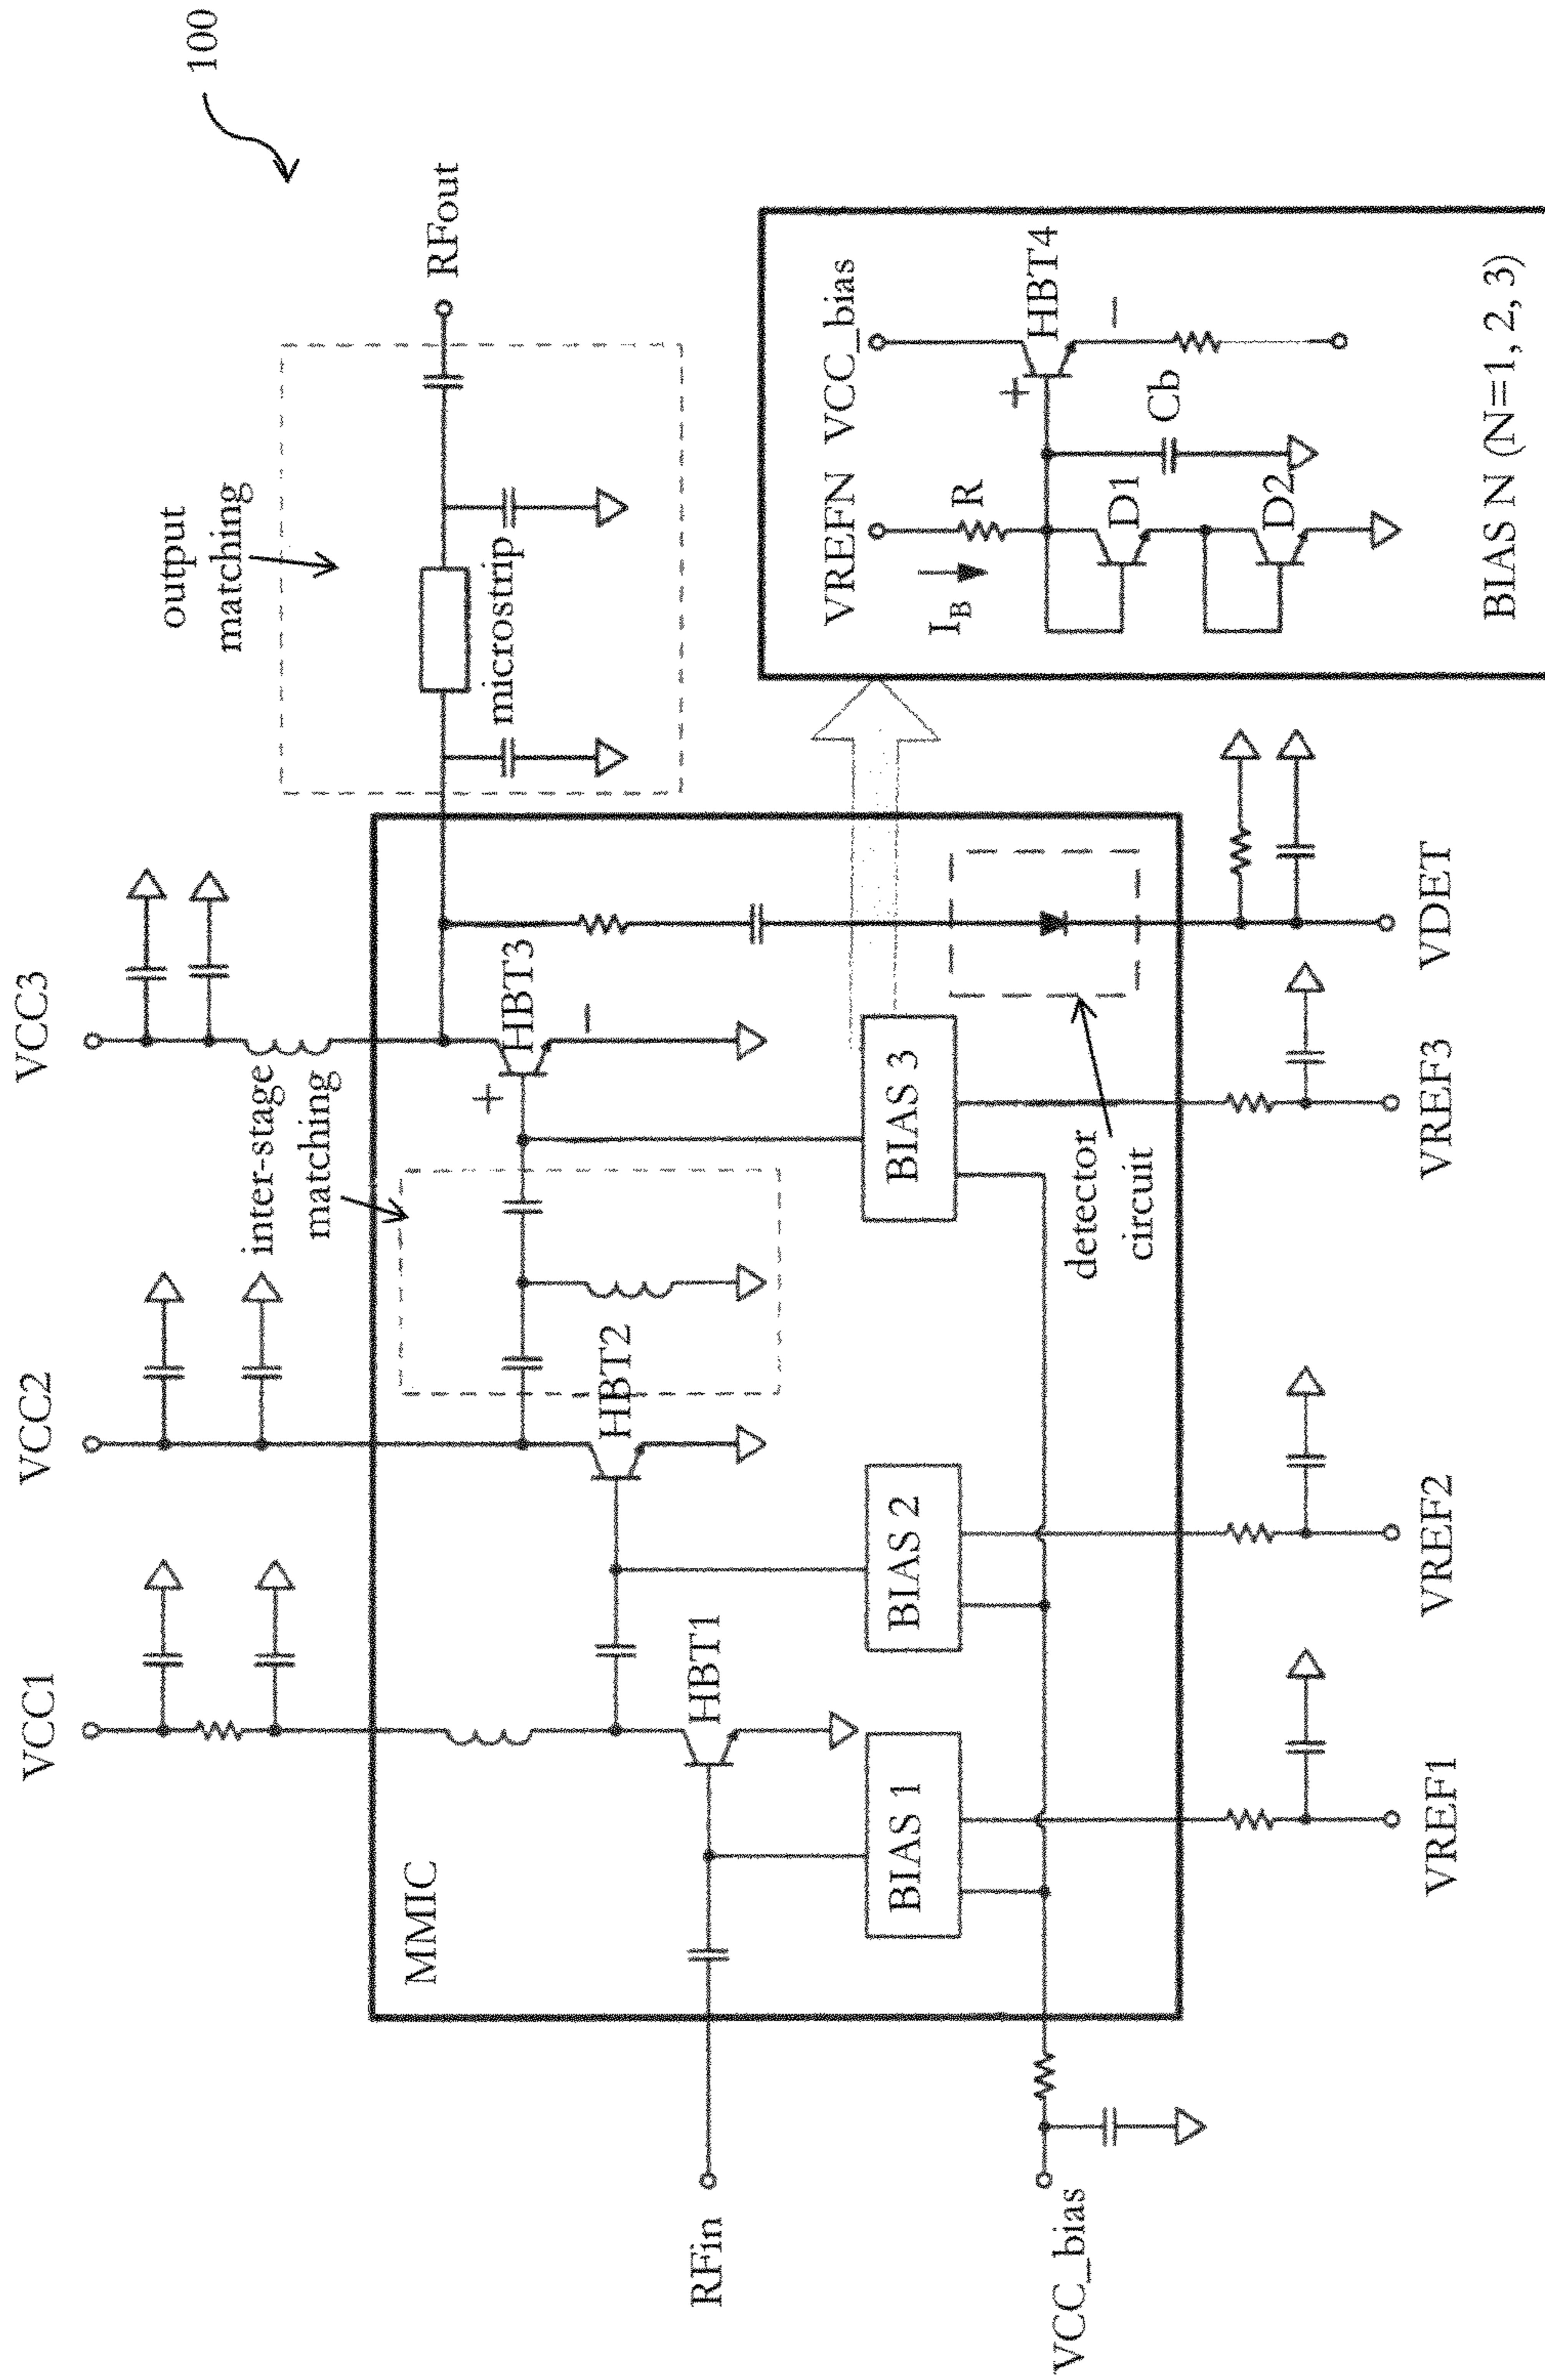 100
VCC1
VCC2
VCC3
inter-stage
matching
output
matching
RFout
microstrip
MMIC
HBT1
HBT2
HBT3
+
−
RFin
BIAS 1
BIAS 2
BIAS 3
VREFN
VCC_bias
I_B
R
+
HBT4
−
D1
Cb
D2
BIAS N (N=1, 2, 3)
detector
circuit
VCC_bias
VREF1
VREF2
VREF3
VDET